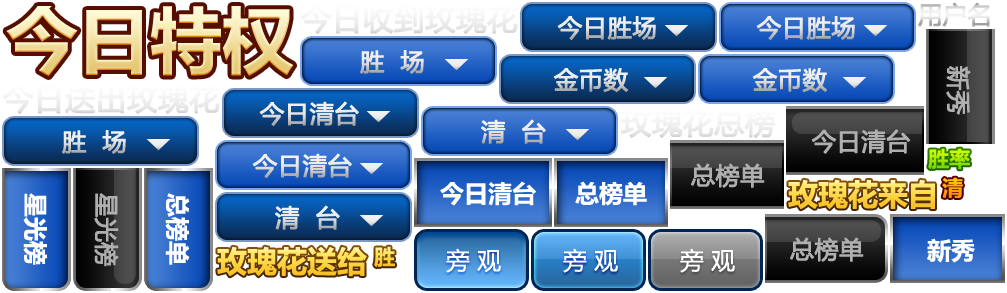 今日特权
今日收到玫瑰花
今日胜场
今日胜场
用户名
胜 场
金币数
金币数
新秀
今日送出玫瑰花
今日清台
清 台
玫瑰花总榜
今日清台
胜 场
今日清台
今日清台
总榜单
总榜单
胜率
星光榜
星光榜
总榜单
清 台
玫瑰花来自
清
玫瑰花送给
胜
旁 观
旁 观
旁 观
总榜单
新秀